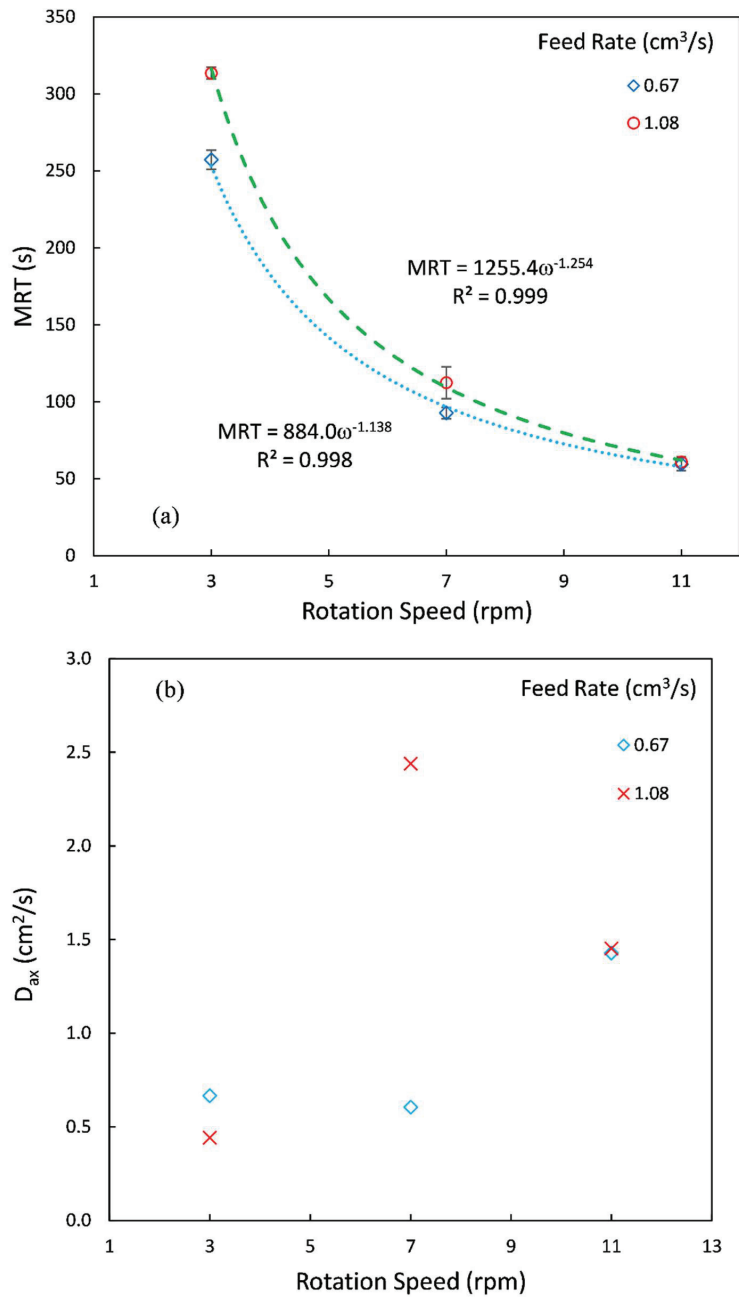 350
300
250
200
150
100
50
0
MRT (s)
Feed Rate (cm³/s)
0.67
1.08
MRT = 1255.4ω⁻¹·²⁵⁴
R² = 0.999
MRT = 884.0ω⁻¹·¹³⁸
R² = 0.998
(a)
1 3 5 7 9 11
Rotation Speed (rpm)
3.0
2.5
2.0
1.5
1.0
0.5
0.0
Dₐₓ (cm²/s)
(b)
Feed Rate (cm³/s)
0.67
1.08
1 3 5 7 9 11 13
Rotation Speed (rpm)